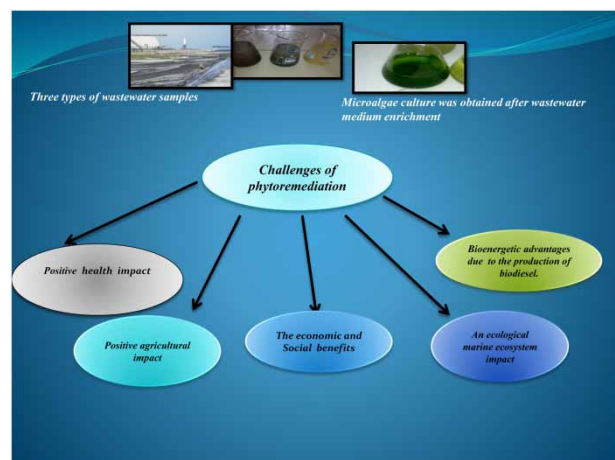 Three types of wastewater samples
Microalgae culture was obtained after wastewater
medium enrichment
Challenges of
phytoremediation
Positive health impact
Bioenergetic advantages
due to the production of
biodiesel.
Positive agricultural
impact
The economic and
Social benefits
An ecological
marine ecosystem
impact